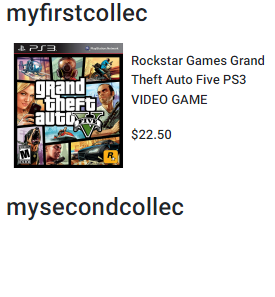 myfirstcollec
PS3
PlayStation Network
grand
theft
auto
V
FIVE
M
R
Rockstar Games Grand
Theft Auto Five PS3
VIDEO GAME
$22.50
mysecondcollec